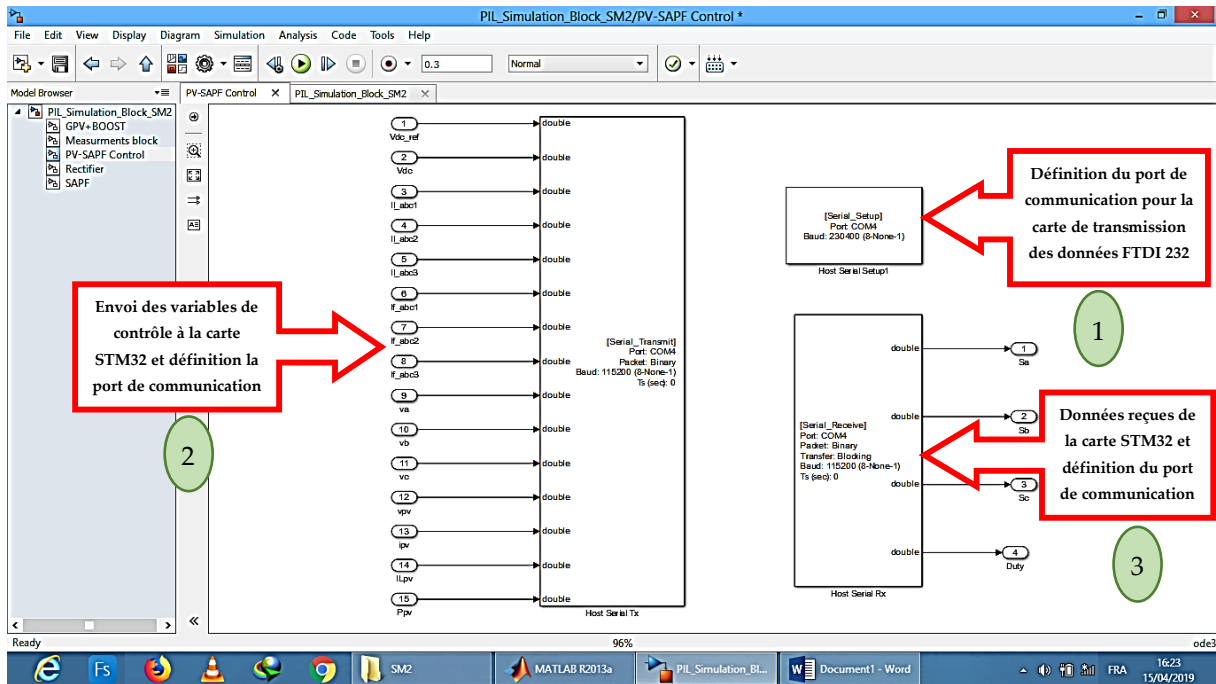 PIL_Simulation_Block_SM2/PV-SAPF Control *
File Edit View Display Diagram Simulation Analysis Code Tools Help
0.3
Normal
Model Browser
PV-SAPF Control
PIL_Simulation_Block_SM2
PIL_Simulation_Block_SM2
GPV+BOOST
Measurments block
PV-SAPF Control
Rectifier
SAPF
1
Vdc_ref
double
2
Vdc
double
3
Il_abc1
double
4
Il_abc2
double
5
Il_abc3
double
6
If_abc1
double
7
If_abc2
double
8
If_abc3
double
9
va
double
10
vb
double
11
vc
double
12
vpv
double
13
ipv
double
14
ILpv
double
15
Ppv
double
[Serial_Transmit]
Port: COM4
Packet: Binary
Baud: 115200 (8-None-1)
Ts (sec): 0
Host Serial Tx
[Serial_Setup]
Port: COM4
Baud: 230400 (8-None-1)
Host Serial Setup1
Définition du port de
communication pour la
carte de transmission
des données FTDI 232
1
Envoi des variables de
contrôle à la carte
STM32 et définition la
port de communication
2
[Serial_Receive]
Port: COM4
Packet: Binary
Transfer: Blocking
Baud: 115200 (8-None-1)
Ts (sec): 0
double
1
Sa
double
2
Sb
double
3
Sc
double
4
Duty
Host Serial Rx
Données reçues de
la carte STM32 et
définition du port
de communication
3
Ready
96%
ode3
Fs
SM2
MATLAB R2013a
PIL_Simulation_Bl...
Document1 - Word
FRA
16:23
15/04/2019